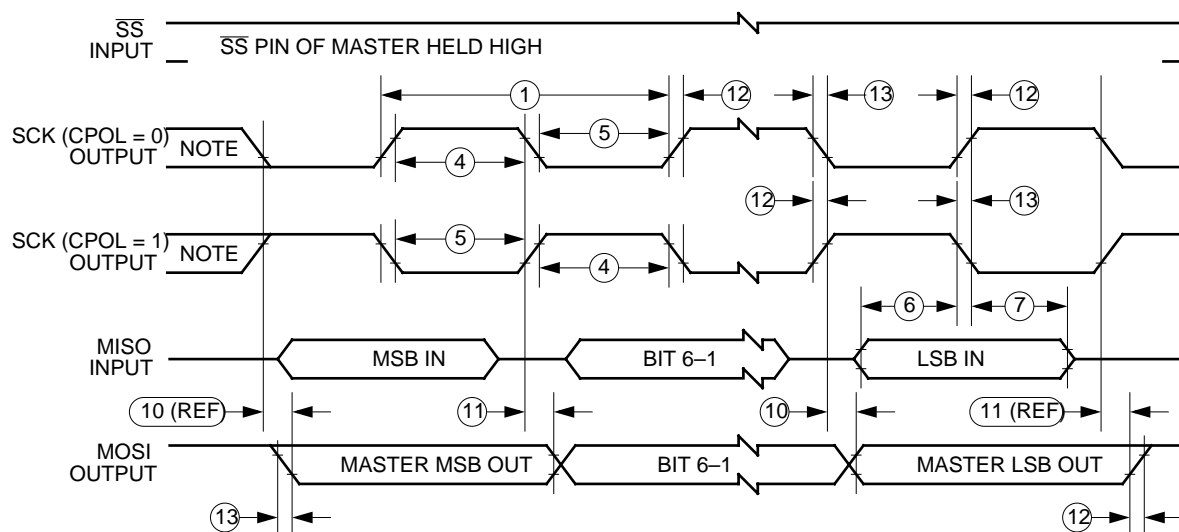 SS
INPUT
SS PIN OF MASTER HELD HIGH
1
12
13
12
SCK (CPOL = 0)
OUTPUT
NOTE
5
4
12
13
SCK (CPOL = 1)
OUTPUT
NOTE
5
4
6
7
MISO
INPUT
MSB IN
BIT 6–1
LSB IN
10 (REF)
11
10
11 (REF)
MOSI
OUTPUT
MASTER MSB OUT
BIT 6–1
MASTER LSB OUT
13
12